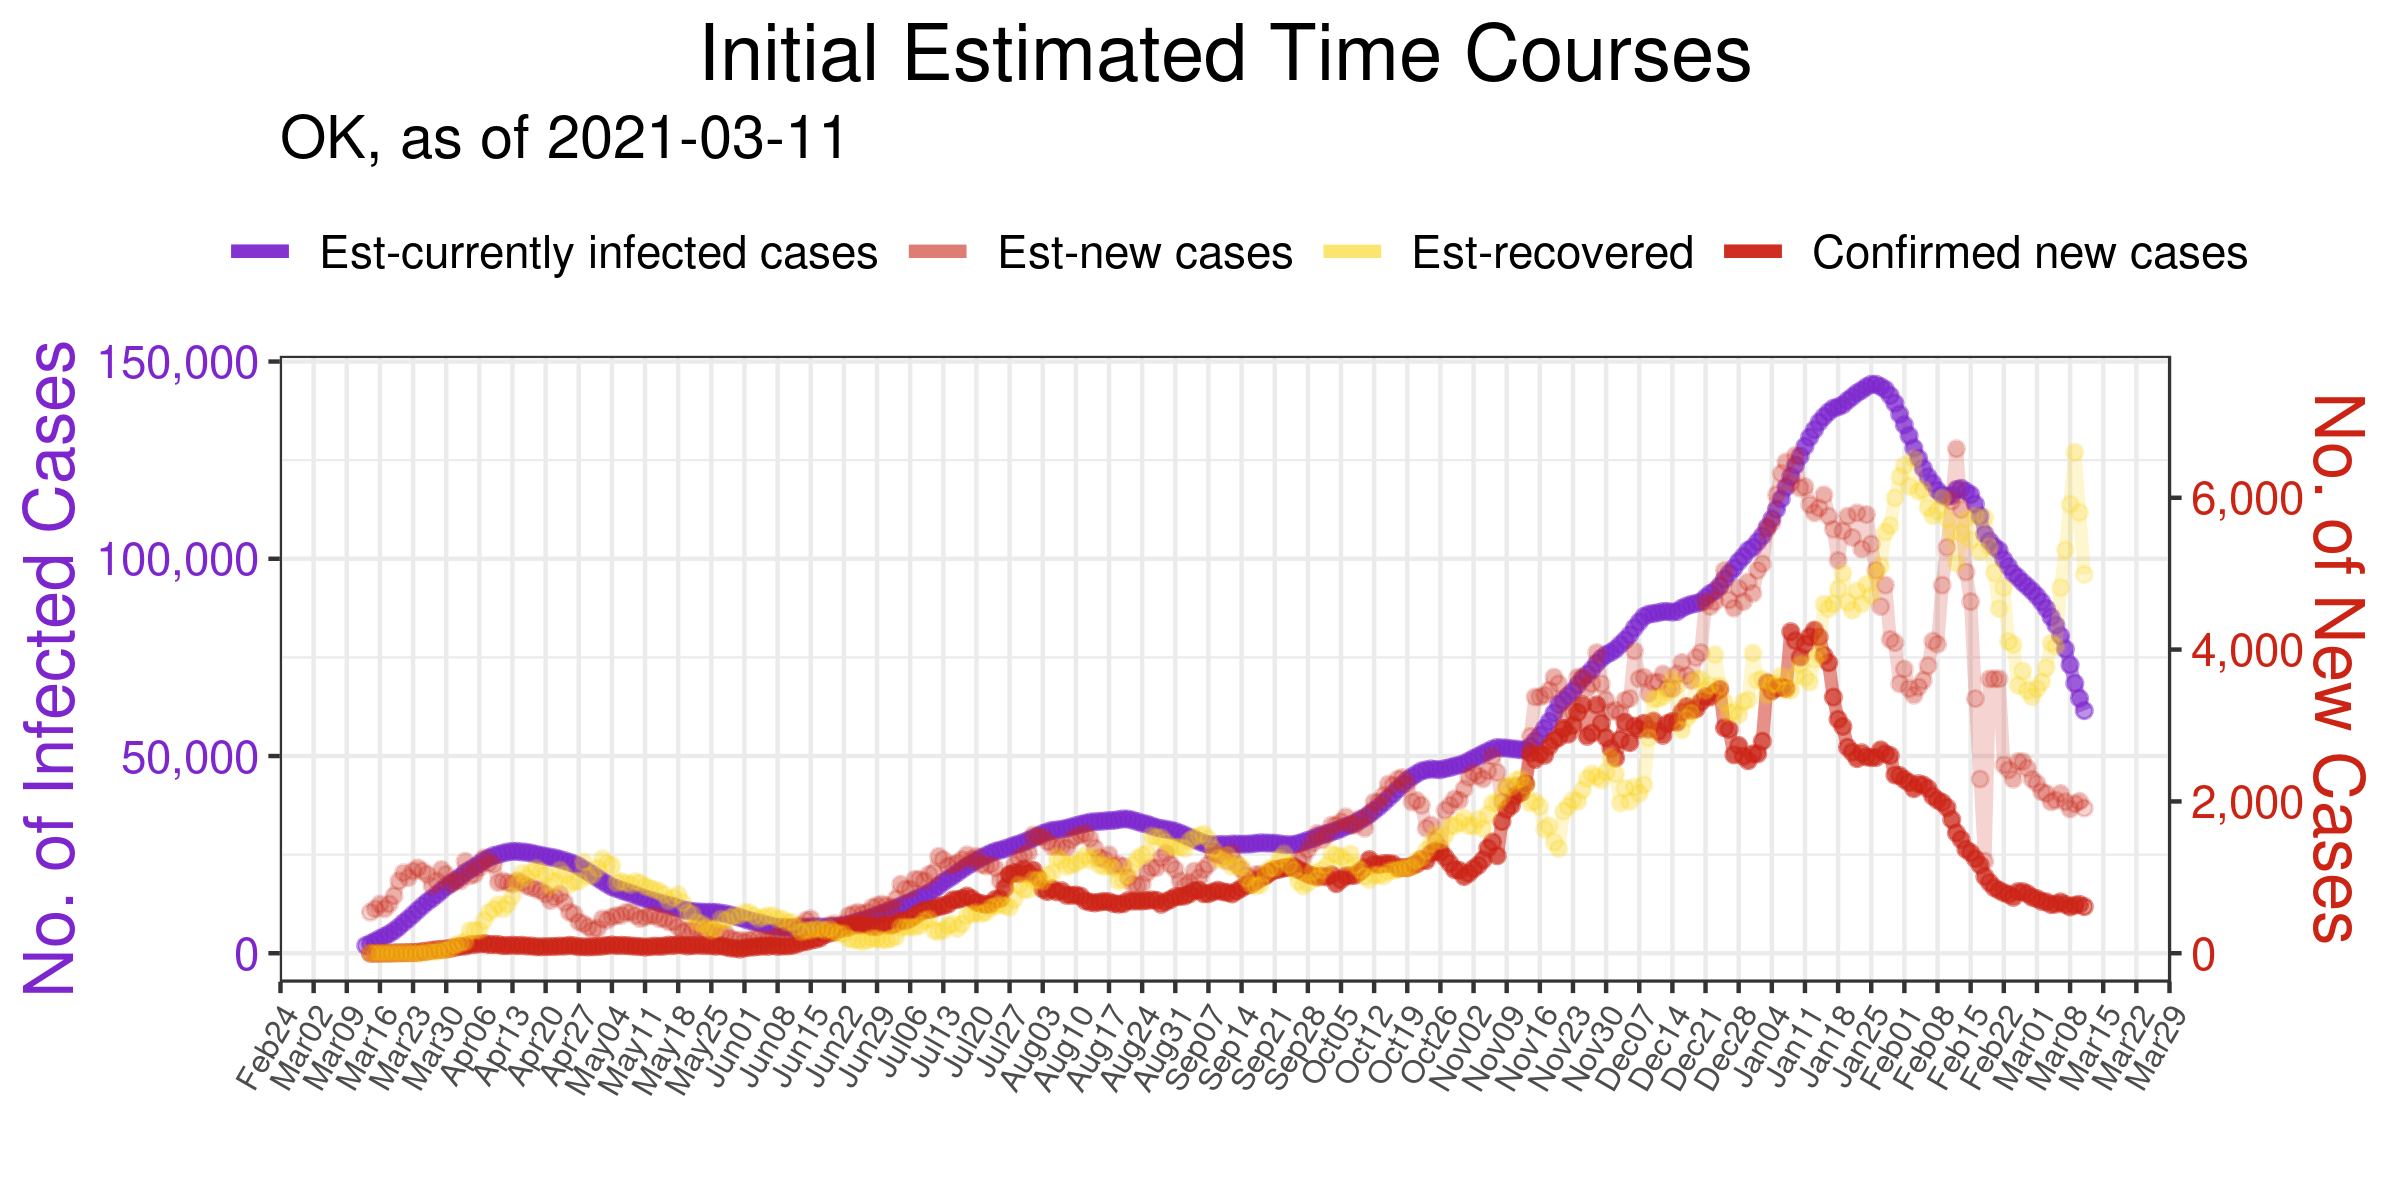 Initial Estimated Time Courses
OK, as of 2021-03-11
Est-currently infected cases Est-new cases Est-recovered Confirmed new cases
No. of Infected Cases
150,000
100,000
50,000
0
6,000
4,000
2,000
0
No. of New Cases
Feb24 Mar02 Mar09 Mar16 Mar23 Mar30 Apr06 Apr13 Apr20 Apr27 May04 May11 May18 May25 Jun01 Jun08 Jun15 Jun22 Jun29 Jul06 Jul13 Jul20 Jul27 Aug03 Aug10 Aug17 Aug24 Aug31 Sep07 Sep14 Sep21 Sep28 Oct05 Oct12 Oct19 Oct26 Nov02 Nov09 Nov16 Nov23 Nov30 Dec07 Dec14 Dec21 Dec28 Jan04 Jan11 Jan18 Jan25 Feb01 Feb08 Feb15 Feb22 Mar01 Mar08 Mar15 Mar22 Mar29